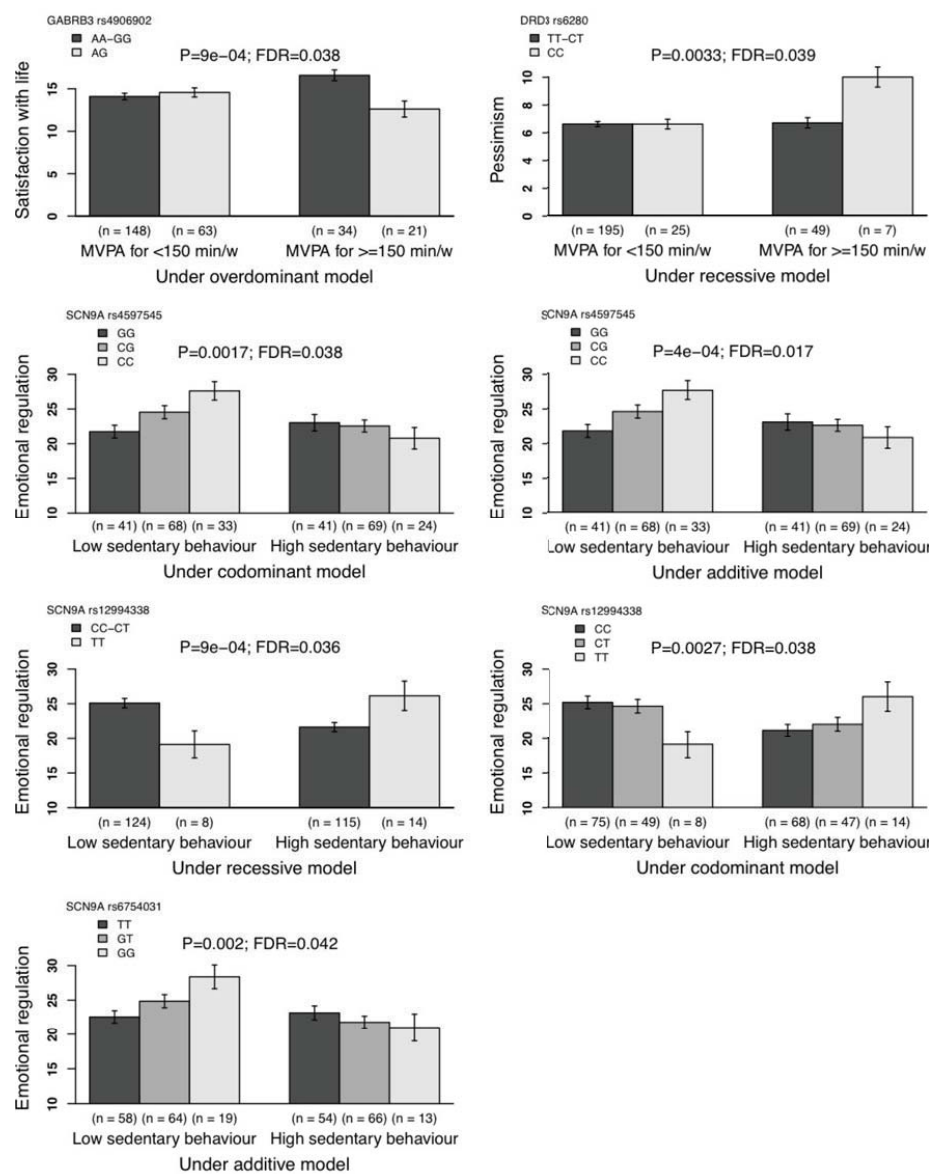 GABRB3 rs4906902
AA-GG
AG
P=9e-04; FDR=0.038
Satisfaction with life
15
10
5
0
(n = 148) (n = 63) (n = 34) (n = 21)
MVPA for <150 min/w MVPA for >=150 min/w
Under overdominant model
DRD3 rs6280
TT-CT
CC
P=0.0033; FDR=0.039
Pessimism
10
8
6
4
2
0
(n = 195) (n = 25) (n = 49) (n = 7)
MVPA for <150 min/w MVPA for >=150 min/w
Under recessive model
SCN9A rs4597545
GG
CG
CC
P=0.0017; FDR=0.038
Emotional regulation
30
25
20
15
10
(n = 41) (n = 68) (n = 33) (n = 41) (n = 69) (n = 24)
Low sedentary behaviour High sedentary behaviour
Under codominant model
SCN9A rs4597545
GG
CG
CC
P=4e-04; FDR=0.017
Emotional regulation
30
25
20
15
10
(n = 41) (n = 68) (n = 33) (n = 41) (n = 69) (n = 24)
Low sedentary behaviour High sedentary behaviour
Under additive model
SCN9A rs12994338
CC-CT
TT
P=9e-04; FDR=0.036
Emotional regulation
30
25
20
15
10
(n = 124) (n = 8) (n = 115) (n = 14)
Low sedentary behaviour High sedentary behaviour
Under recessive model
SCN9A rs12994338
CC
CT
TT
P=0.0027; FDR=0.038
Emotional regulation
30
25
20
15
10
(n = 75) (n = 49) (n = 8) (n = 68) (n = 47) (n = 14)
Low sedentary behaviour High sedentary behaviour
Under codominant model
SCN9A rs6754031
TT
GT
GG
P=0.002; FDR=0.042
Emotional regulation
30
25
20
15
10
(n = 58) (n = 64) (n = 19) (n = 54) (n = 66) (n = 13)
Low sedentary behaviour High sedentary behaviour
Under additive model